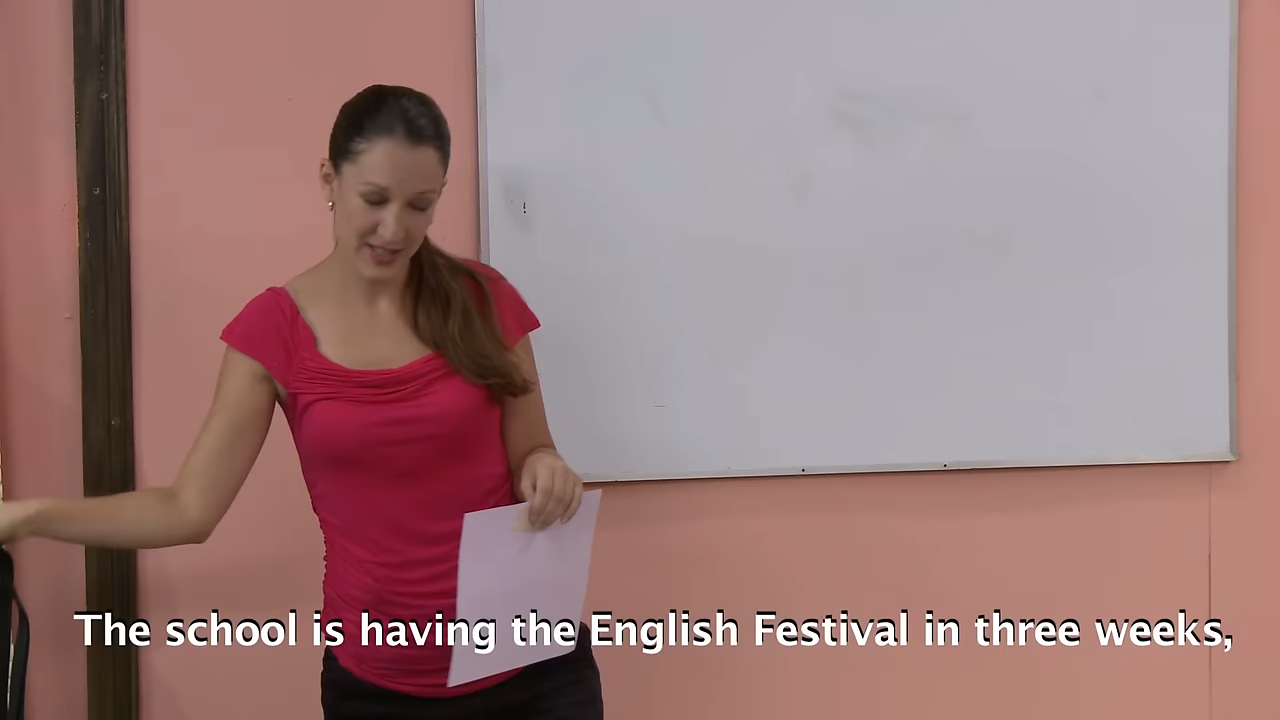 The school is having the English Festival in three weeks,